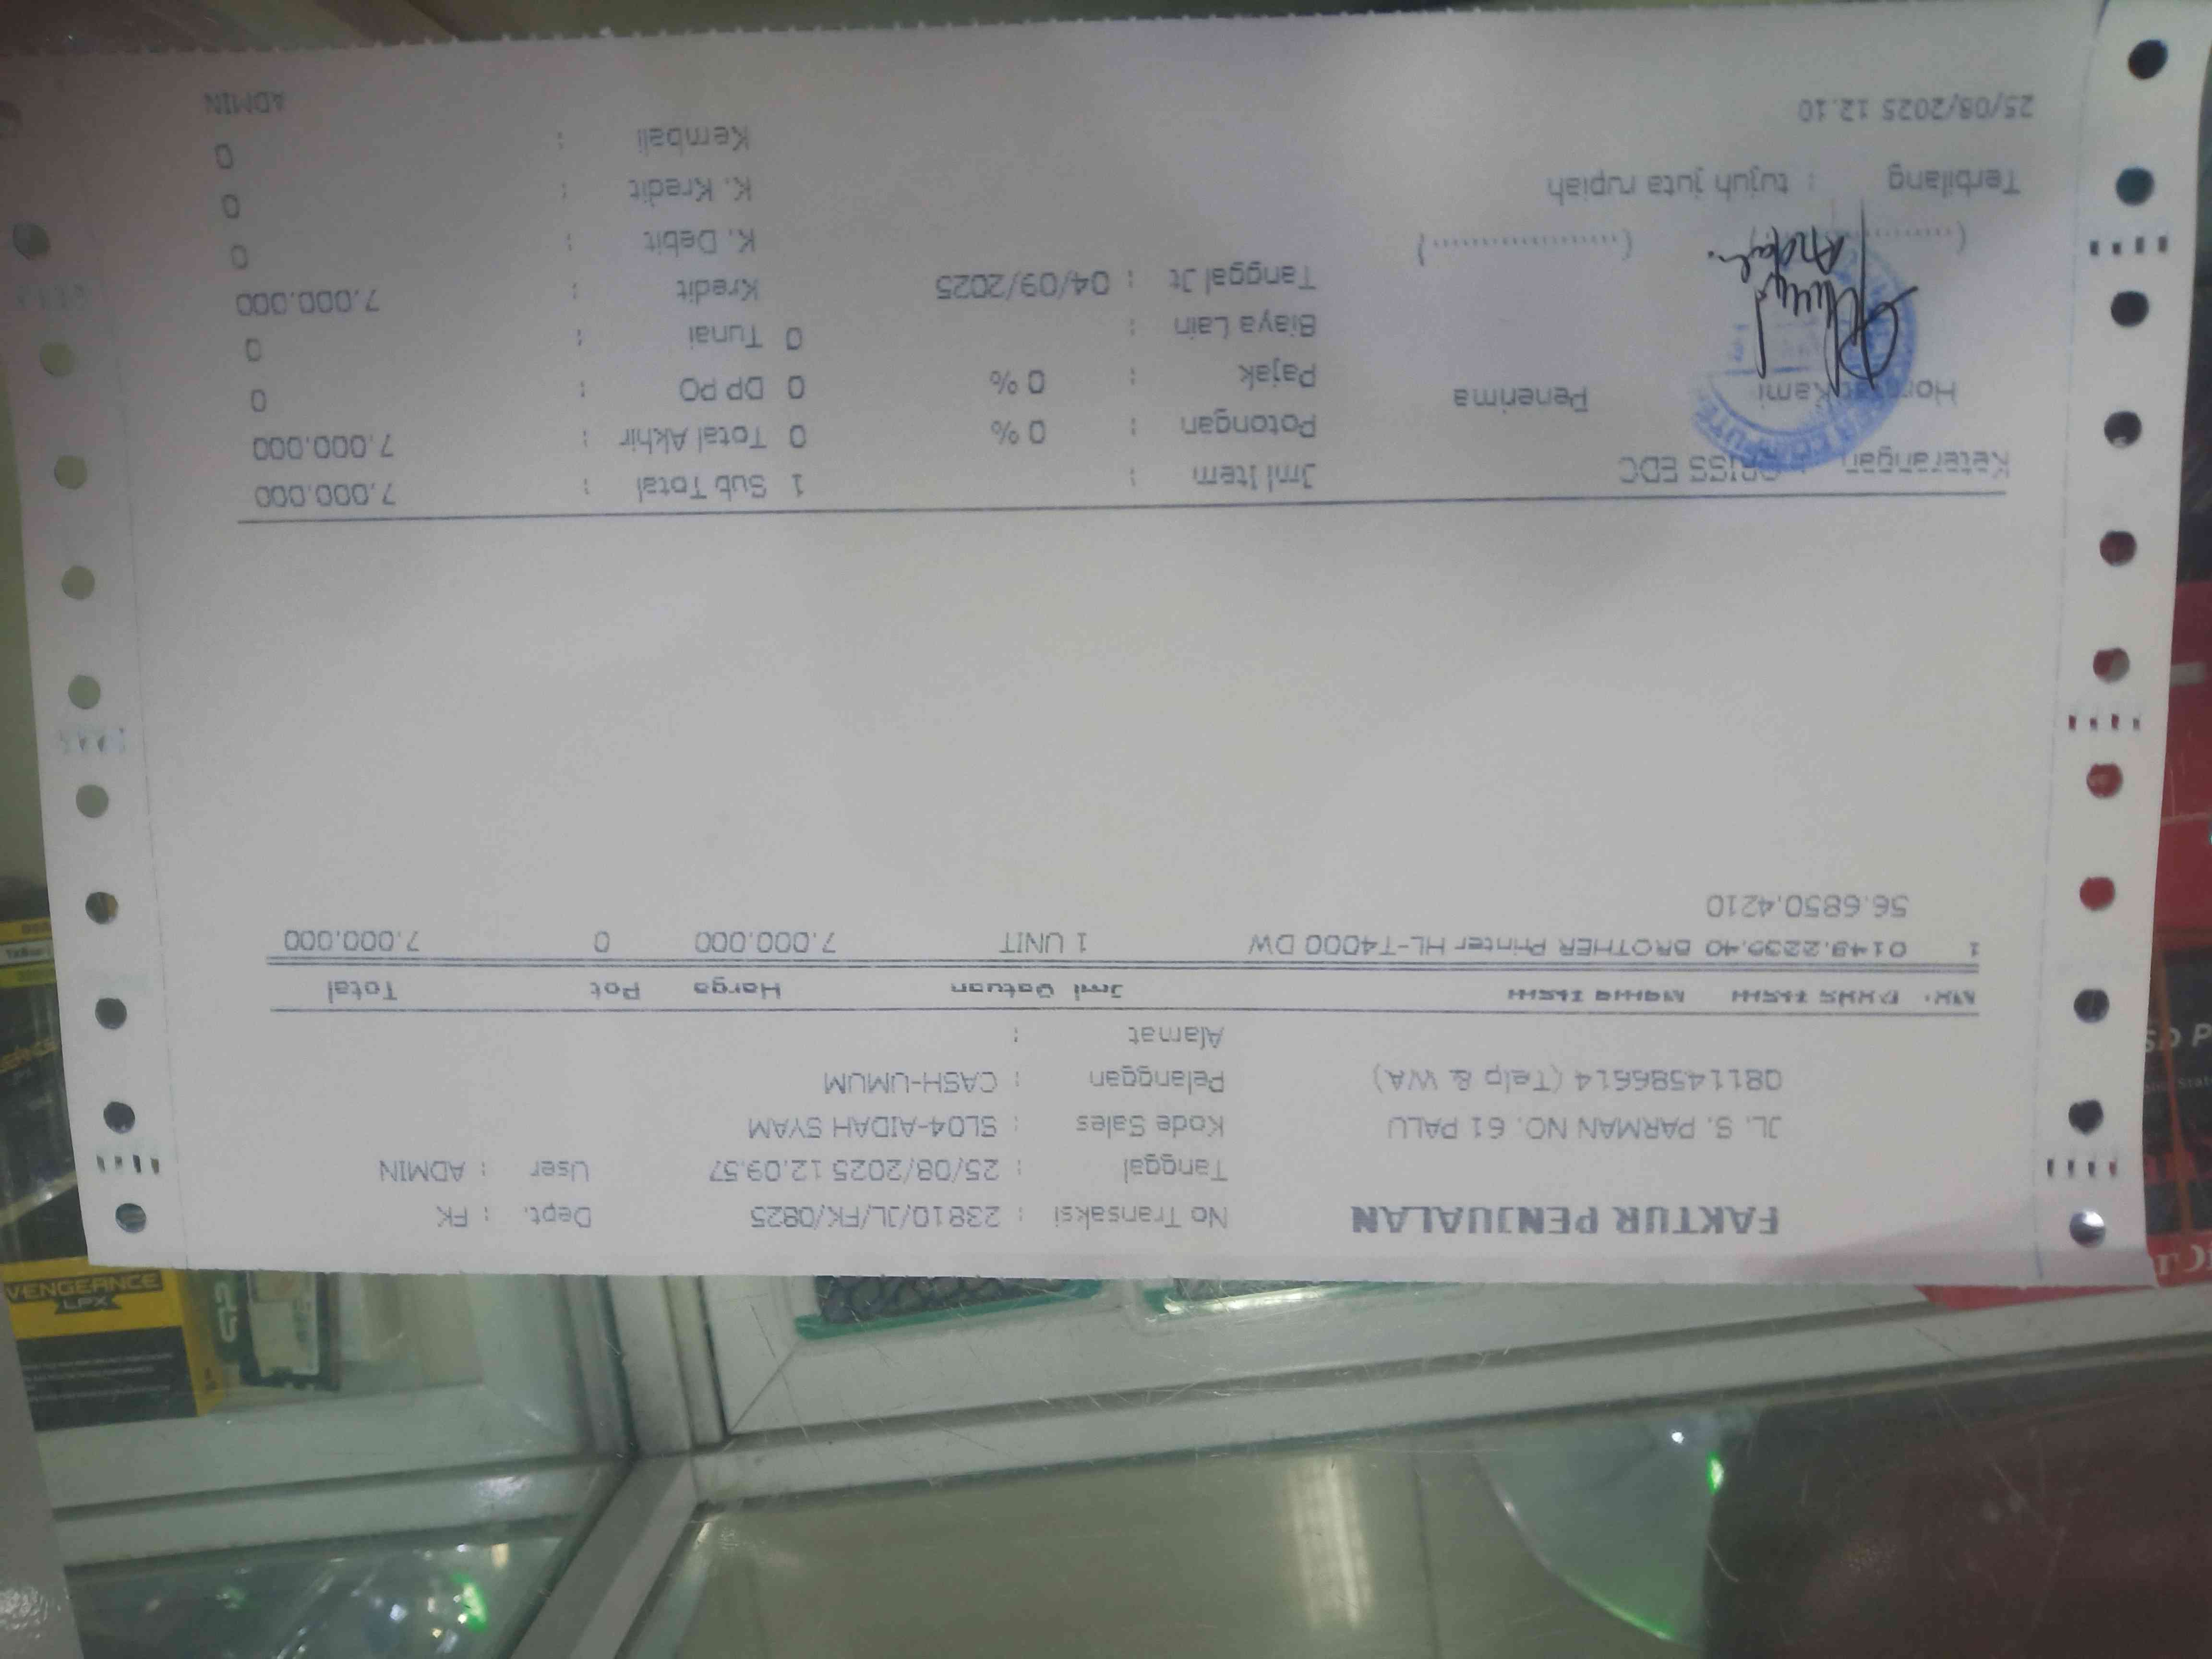 FAKTUR PENJUALAN
JL. S. PARMAN NO. 61 PALU
08114586614 (Telp & WA)
No Transaksi : 23810/JL/FK/0825 Dept. : FK
Tanggal : 25/08/2025 12.09.57 User : ADMIN
Kode Sales : SL04-AIDAH SYAM
Pelanggan : CASH-UMUM
Alamat :
Jml Satuan Harga Pot Total
1 BROTHER Printer HL-T4000 DW 1 UNIT 7.000.000 0 7.000.000
56.6850.4210
Keterangan : QRISS EDC
Hormat Kami Penerima
(....................) (....................)
Terbilang : tujuh juta rupiah
25/08/2025 12.10
Jml Item : 1
Potongan : 0 % 0
Pajak : 0 % 0
Biaya Lain : 0
Tanggal Jt : 04/09/2025
Sub Total : 7.000.000
Total Akhir : 7.000.000
DP PO : 0
Tunai : 0
Kredit : 7.000.000
K. Debit : 0
K. Kredit : 0
Kembali : 0
ADMIN
VENGEANCE
LPX